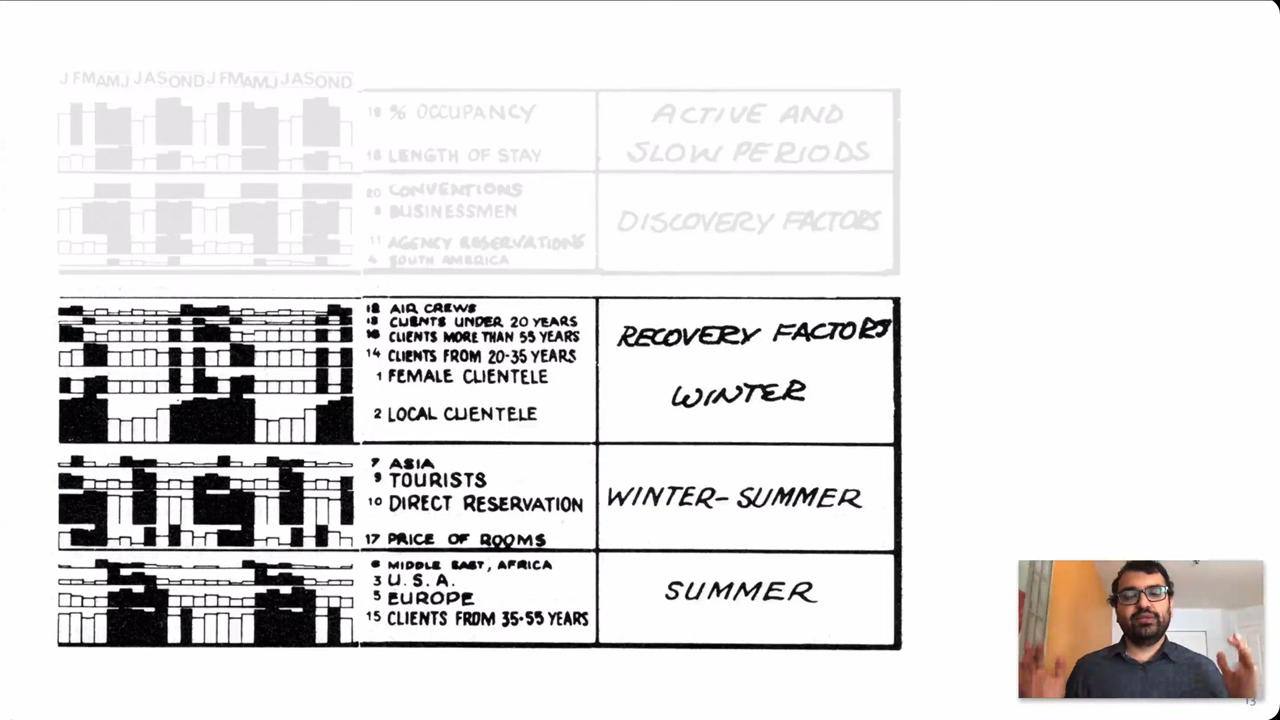 J F M A M J J A S O N D J F M A M J J A S O N D
19 % OCCUPANCY
18 LENGTH OF STAY
ACTIVE AND
SLOW PERIODS
20 CONVENTIONS
8 BUSINESSMEN
11 AGENCY RESERVATIONS
4 SOUTH AMERICA
DISCOVERY FACTORS
12 AIR CREWS
13 CLIENTS UNDER 20 YEARS
16 CLIENTS MORE THAN 55 YEARS
14 CLIENTS FROM 20-35 YEARS
1 FEMALE CLIENTELE
2 LOCAL CLIENTELE
RECOVERY FACTORS
WINTER
7 ASIA
9 TOURISTS
10 DIRECT RESERVATION
17 PRICE OF ROOMS
WINTER-SUMMER
6 MIDDLE EAST, AFRICA
3 U.S.A.
5 EUROPE
15 CLIENTS FROM 35-55 YEARS
SUMMER
13